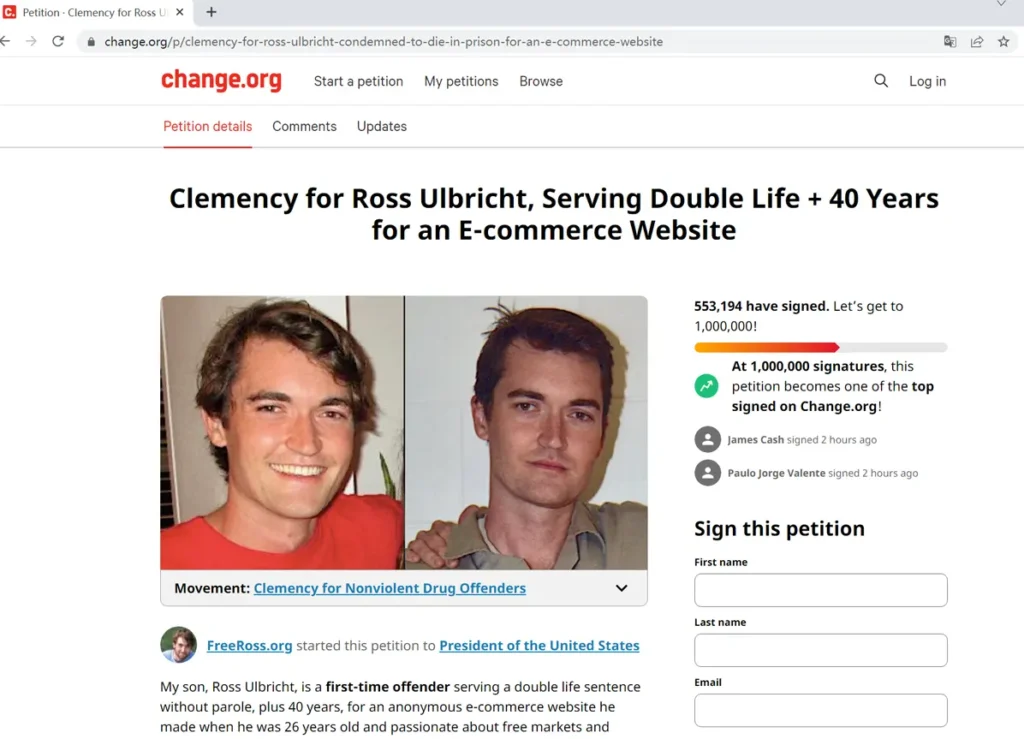 Petition · Clemency for Ross U
change.org/p/clemency-for-ross-ulbricht-condemned-to-die-in-prison-for-an-e-commerce-website
change.org
Start a petition
My petitions
Browse
Log in
Petition details
Comments
Updates
Clemency for Ross Ulbricht, Serving Double Life + 40 Years
for an E-commerce Website
Movement: Clemency for Nonviolent Drug Offenders
FreeRoss.org started this petition to President of the United States
My son, Ross Ulbricht, is a first-time offender serving a double life sentence
without parole, plus 40 years, for an anonymous e-commerce website he
made when he was 26 years old and passionate about free markets and
553,194 have signed. Let’s get to
1,000,000!
At 1,000,000 signatures, this
petition becomes one of the top
signed on Change.org!
James Cash signed 2 hours ago
Paulo Jorge Valente signed 2 hours ago
Sign this petition
First name
Last name
Email